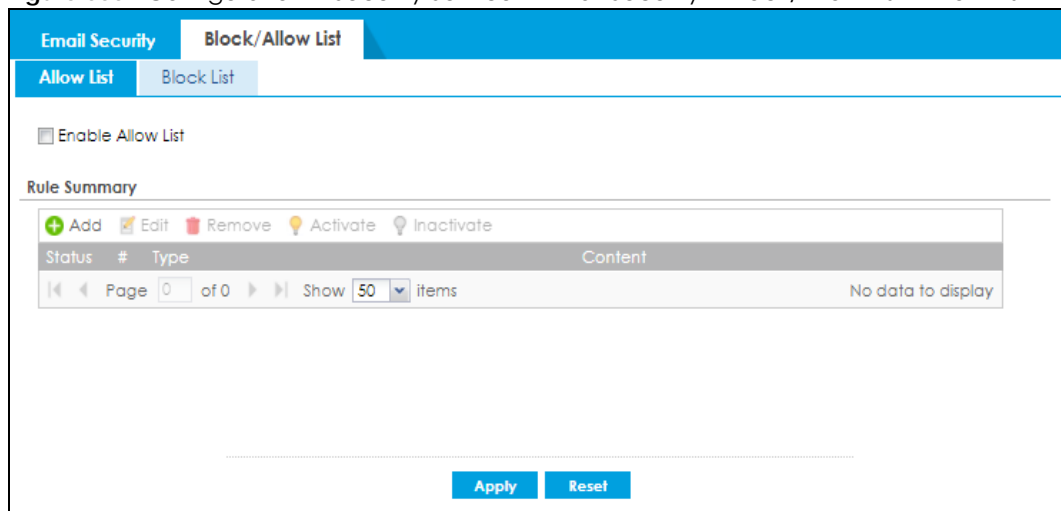 Email Security Block/Allow List
Allow List Block List
Enable Allow List
Rule Summary
Add Edit Remove Activate Inactivate
Status # Type Content
Page 0 of 0 Show 50 items No data to display
Apply Reset